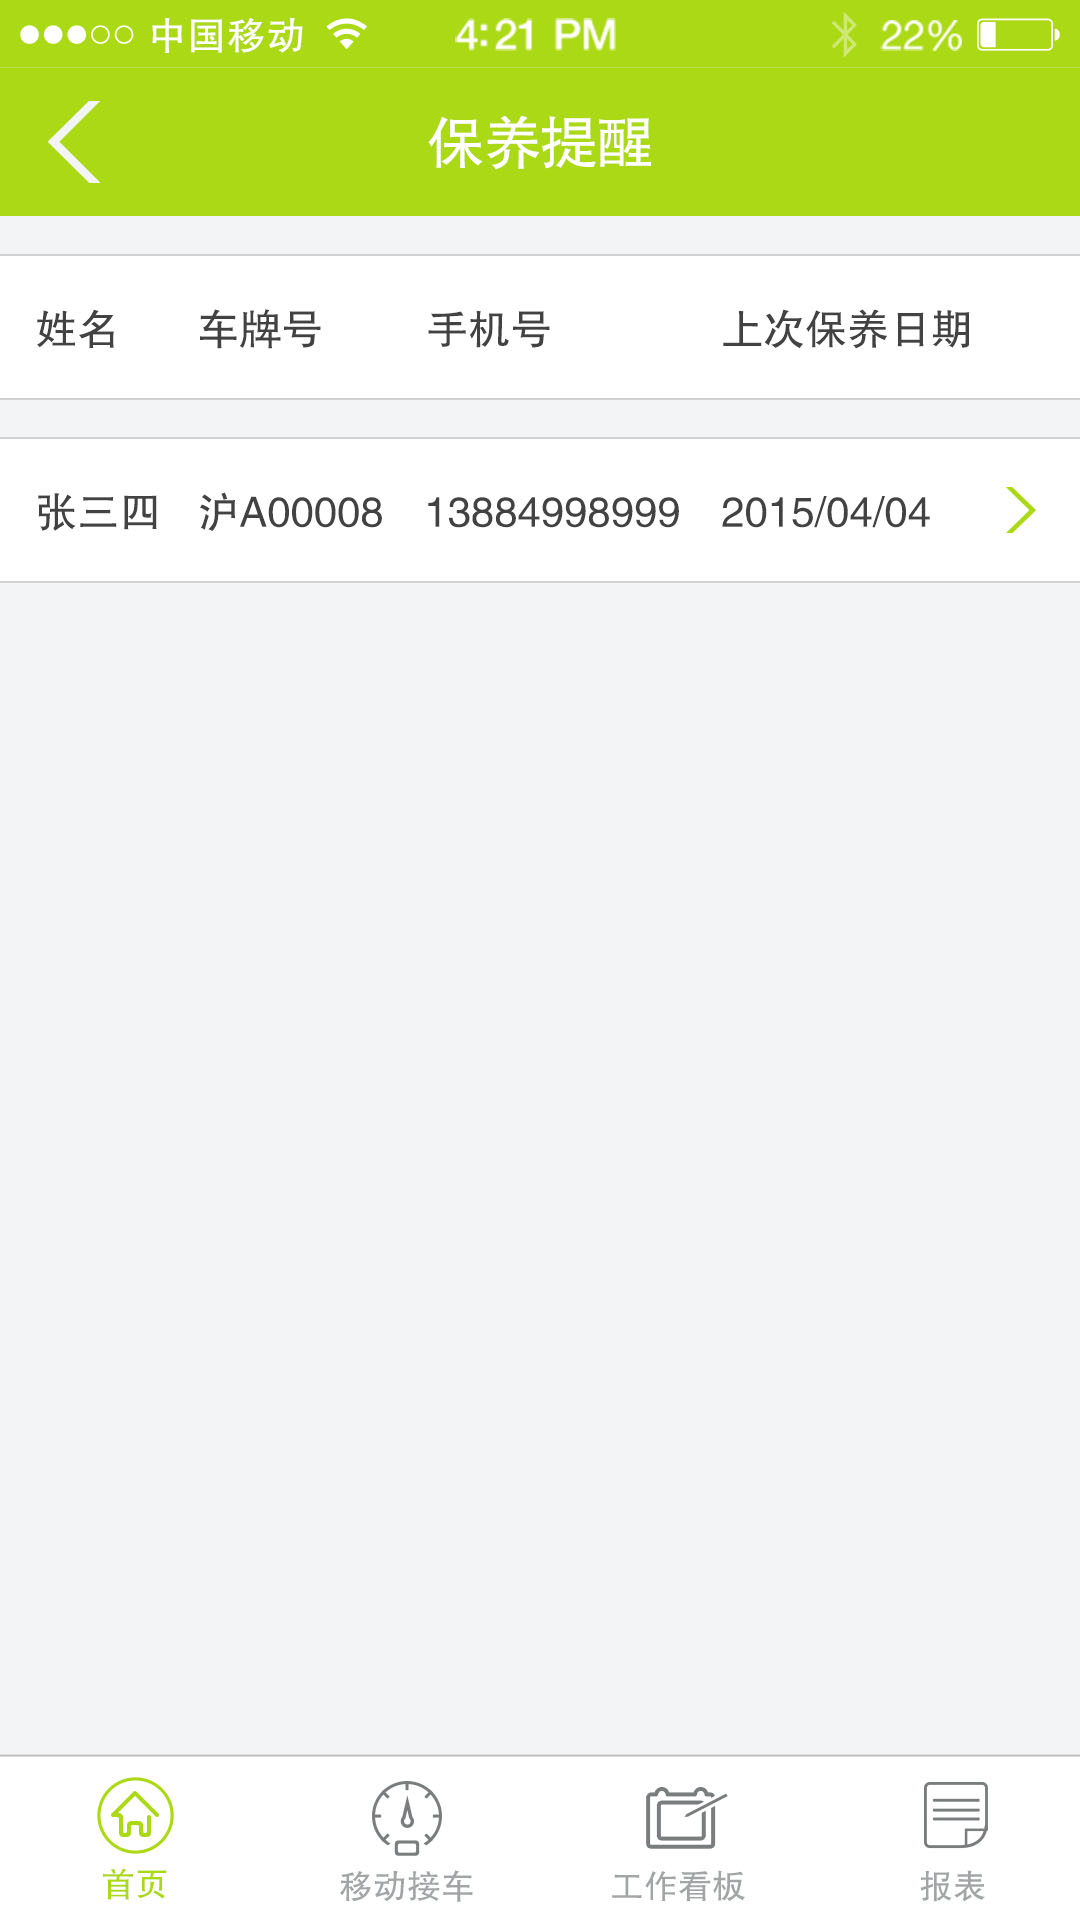 中国移动 4:21 PM 22%
保养提醒
姓名 车牌号 手机号 上次保养日期
张三四 沪A00008 13884998999 2015/04/04
首页 移动接车 工作看板 报表